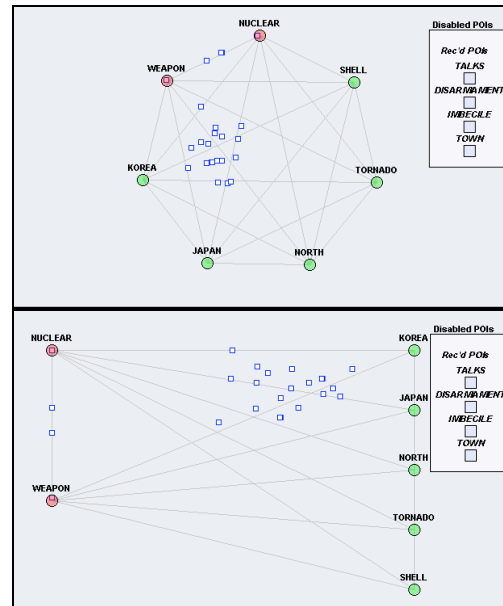 NUCLEAR
Disabled POIs
Rec'd POIs
WEAPON
SHELL
TALKS
DISARMAMENT
IMBECILE
TOWN
KOREA
TORNADO
JAPAN
NORTH
NUCLEAR
KOREA
Disabled POIs
Rec'd POIs
TALKS
JAPAN
DISARMAMENT
IMBECILE
TOWN
NORTH
WEAPON
TORNADO
SHELL